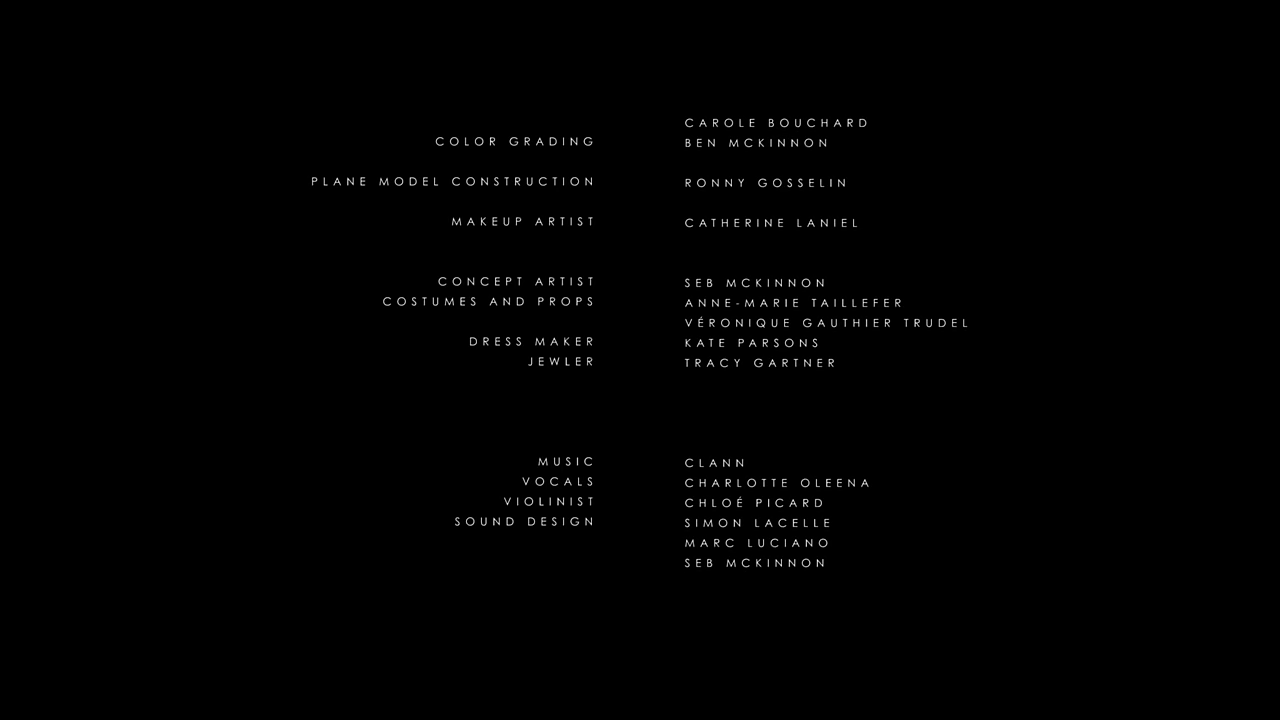 CAROLE BOUCHARD
COLOR GRADING BEN MCKINNON
PLANE MODEL CONSTRUCTION RONNY GOSSELIN
MAKEUP ARTIST CATHERINE LANIEL
CONCEPT ARTIST SEB MCKINNON
COSTUMES AND PROPS ANNE-MARIE TAILLEFER
VÉRONIQUE GAUTHIER TRUDEL
DRESS MAKER KATE PARSONS
JEWLER TRACY GARTNER
MUSIC CLANN
VOCALS CHARLOTTE OLEENA
VIOLINIST CHLOÉ PICARD
SOUND DESIGN SIMON LACELLE
MARC LUCIANO
SEB MCKINNON